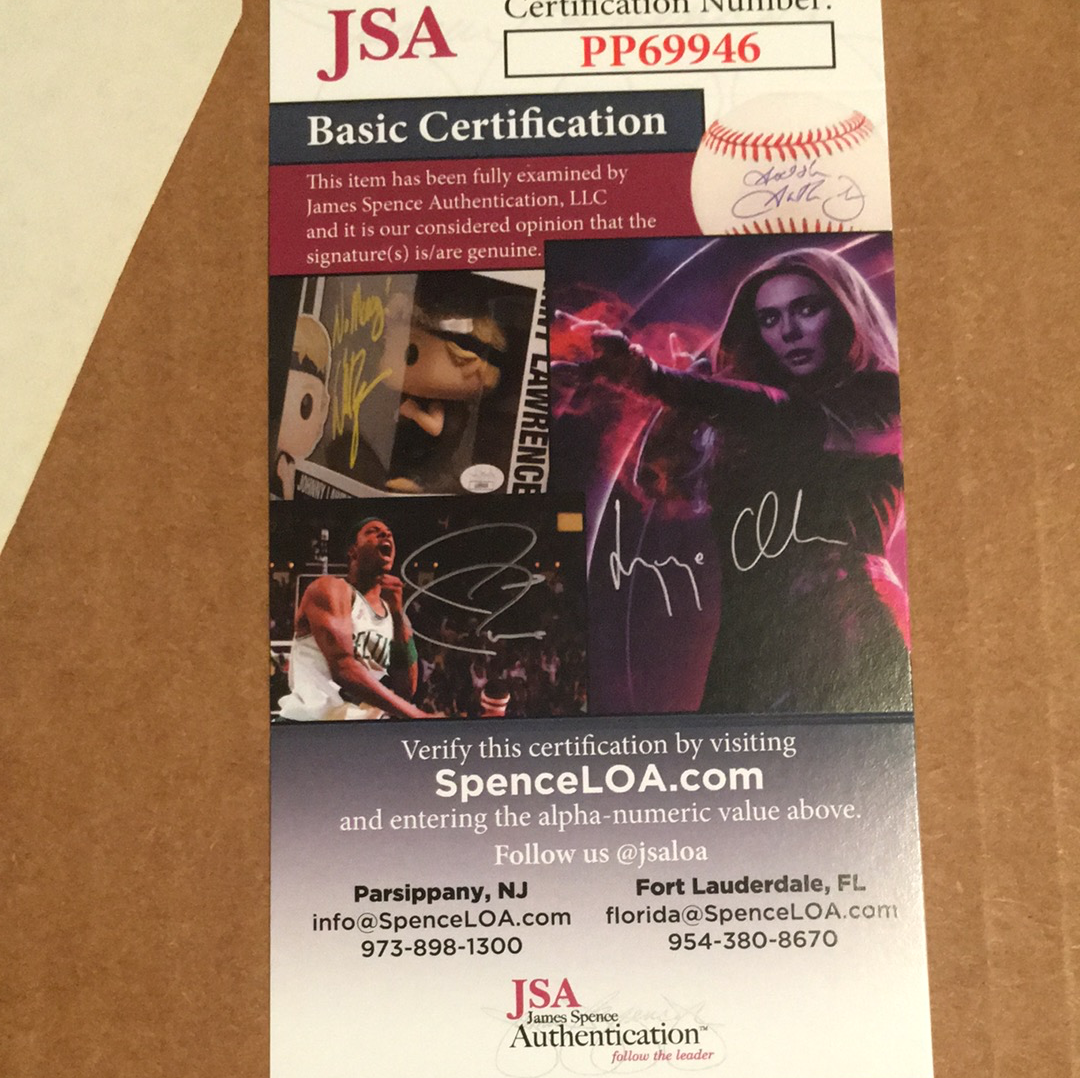 JSA
Certification Number:
PP69946
Basic Certification
This item has been fully examined by
James Spence Authentication, LLC
and it is our considered opinion that the
signature(s) is/are genuine.
LAWRENCE
JOHNNY
CELTI
Verify this certification by visiting
SpenceLOA.com
and entering the alpha-numeric value above.
Follow us @jsaloa
Parsippany, NJ
info@SpenceLOA.com
973-898-1300
Fort Lauderdale, FL
florida@SpenceLOA.com
954-380-8670
JSA
James Spence
Authentication™
follow the leader